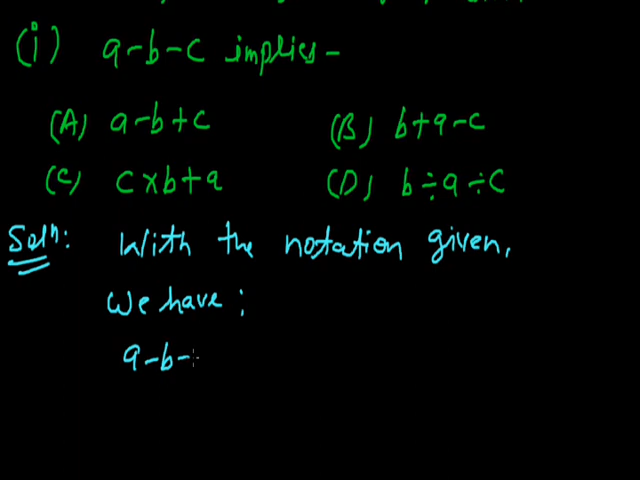 (i) a-b-c implies-
(A) a-b+c (B) b+a-c
(C) c×b+a (D) b÷a÷c
Solⁿ: With the notation given,
We have;
a-b-